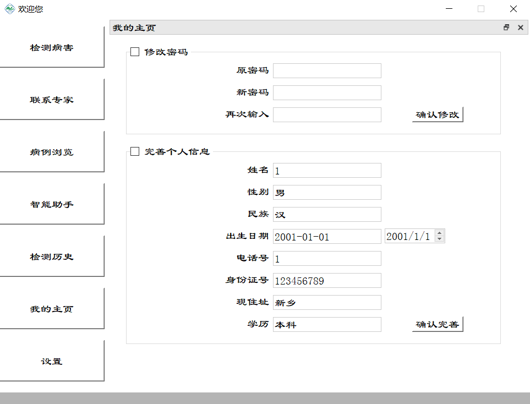 欢迎您
我的主页
检测病害
联系专家
病例浏览
智能助手
检测历史
我的主页
设置
修改密码
原密码
新密码
再次输入
确认修改
完善个人信息
姓名 1
性别 男
民族 汉
出生日期 2001-01-01 2001/1/1
电话号 1
身份证号 123456789
现住址 新乡
学历 本科 确认完善